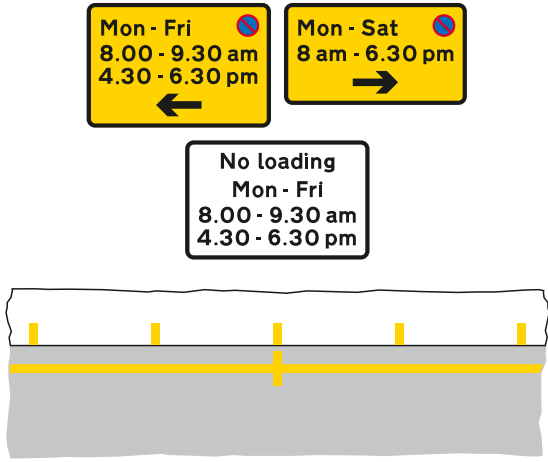 Mon - Fri
8.00 - 9.30 am
4.30 - 6.30 pm
Mon - Sat
8 am - 6.30 pm
No loading
Mon - Fri
8.00 - 9.30 am
4.30 - 6.30 pm